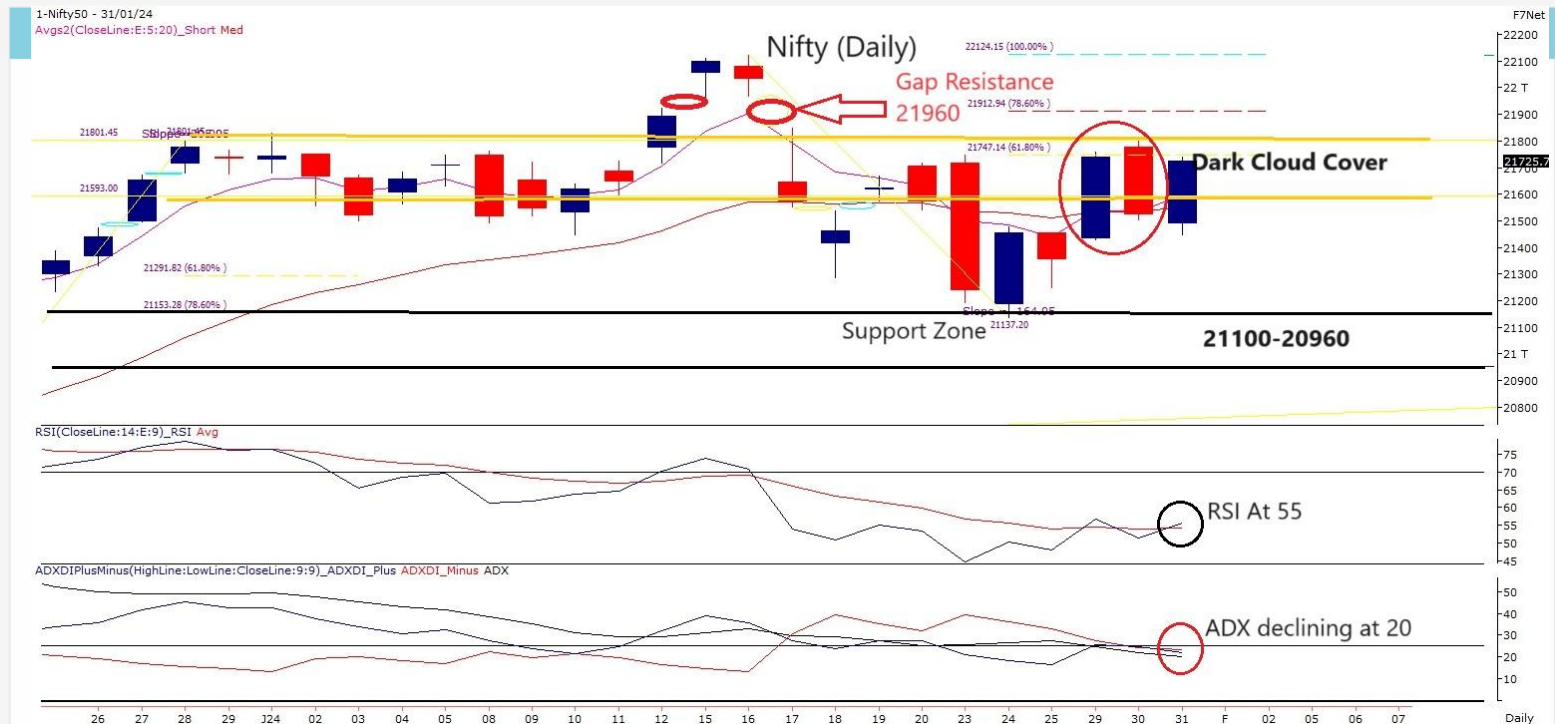 1-Nifty50 - 31/01/24
F7Net
Avgs2(CloseLine:E:5:20)_Short Med
Nifty (Daily)
22124.15 (100.00% )
Gap Resistance
21960
21912.94 (78.60% )
21801.45
21747.14 (61.80% )
Dark Cloud Cover
21725.7
21593.00
21291.82 (61.80% )
21153.28 (78.60% )
21137.20
Support Zone
21100-20960
22200
22100
22 T
21900
21800
21700
21600
21500
21400
21300
21200
21100
21 T
20900
20800
RSI(CloseLine:14:E:9)_RSI Avg
RSI At 55
75
70
65
60
55
50
45
ADXDIPlusMinus(HighLine:LowLine:CloseLine:9:9)_ADXDI_Plus ADXDI_Minus ADX
ADX declining at 20
50
40
30
20
10
26 27 28 29 J24 02 03 04 05 08 09 10 11 12 15 16 17 18 19 20 23 24 25 29 30 31 F 02 05 06 07
Daily